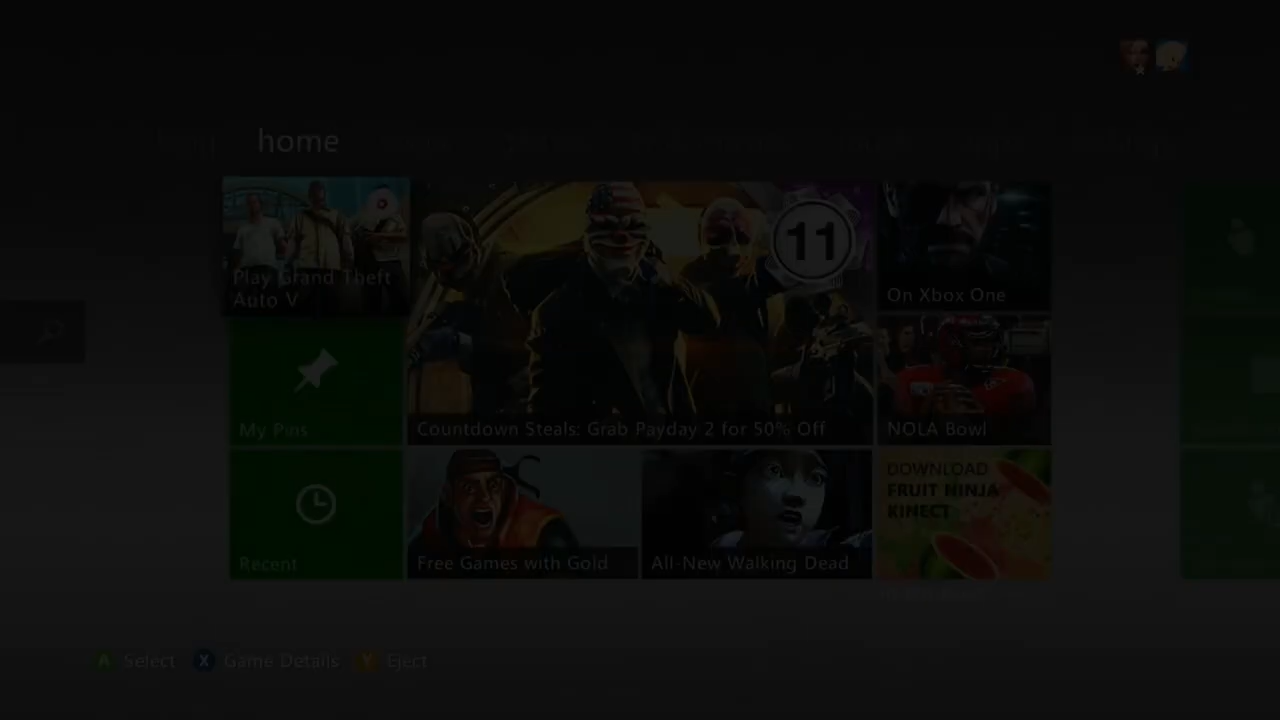 home
Play Grand Theft
Auto V
11
On Xbox One
My Pins
Countdown Steals: Grab Payday 2 for 50% Off
NOLA Bowl
DOWNLOAD
FRUIT NINJA
KINECT
Recent
Free Games with Gold
All-New Walking Dead
A Select X Game Details Y Eject